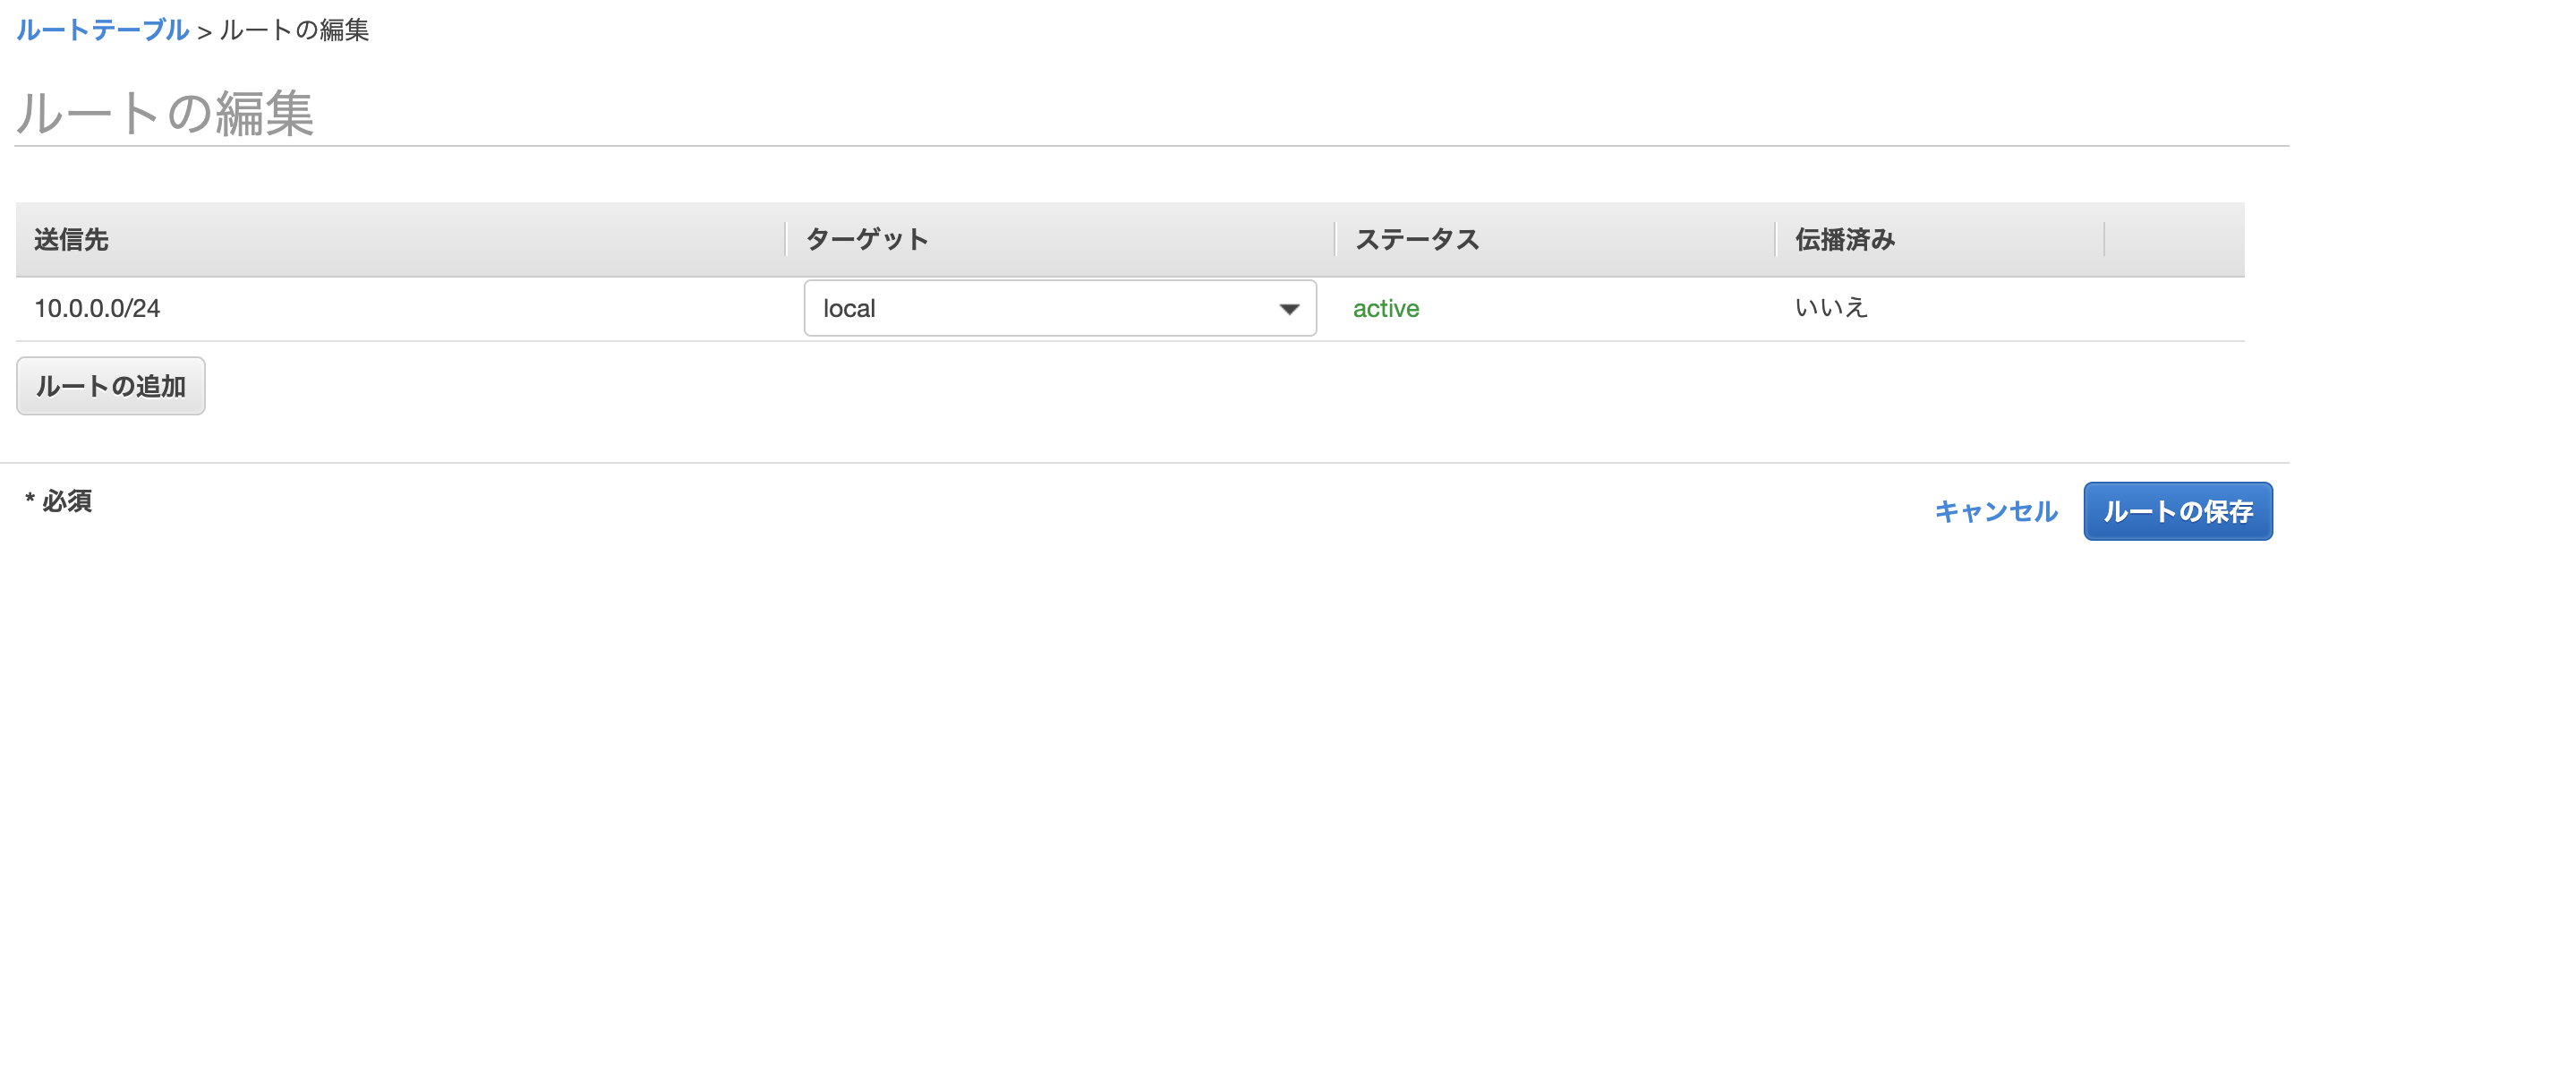 ルートテーブル > ルートの編集
ルートの編集
送信先 ターゲット ステータス 伝播済み
10.0.0.0/24 local active いいえ
ルートの追加
* 必須 キャンセル ルートの保存